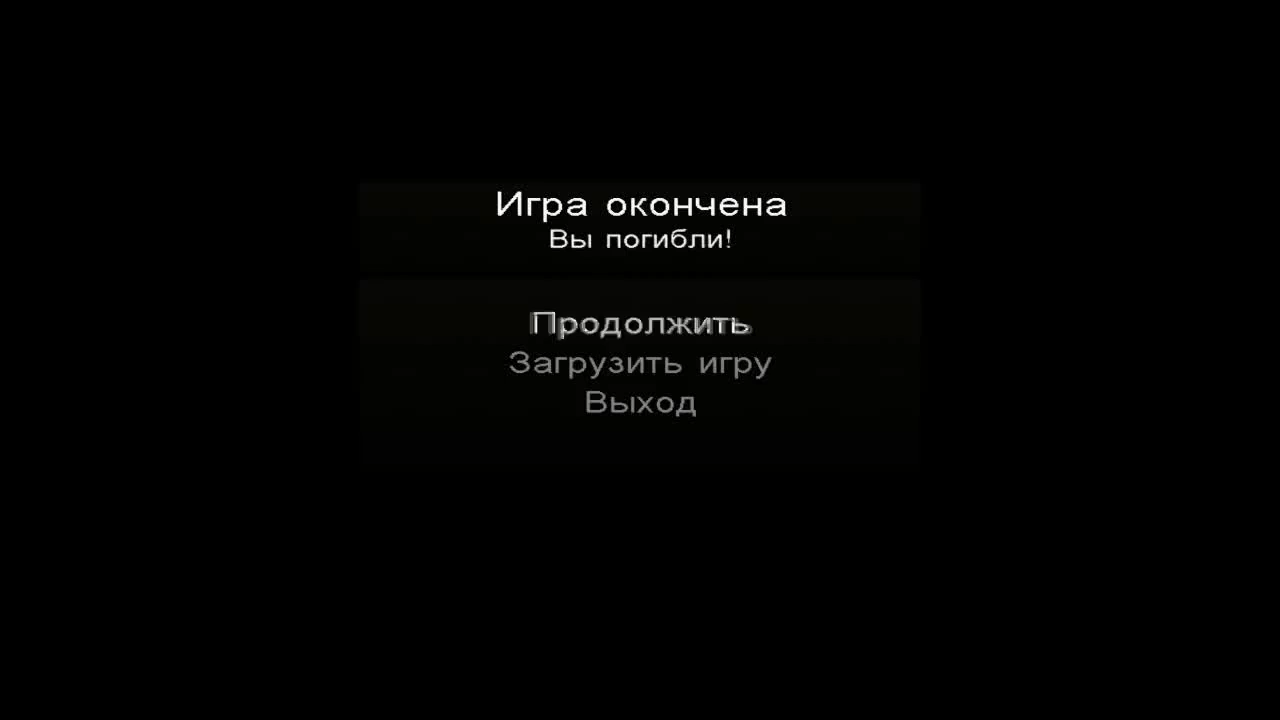 Игра окончена
Вы погибли!
Продолжить
Загрузить игру
Выход